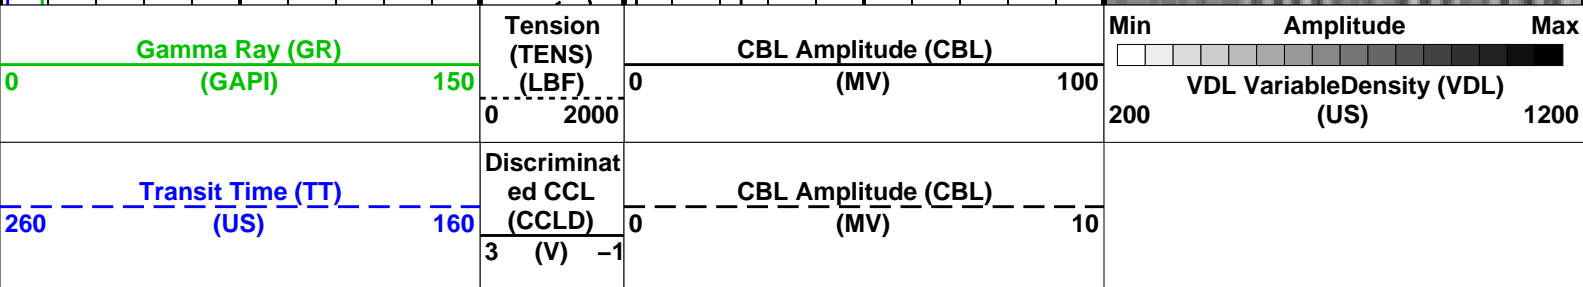 Gamma Ray (GR)
0 (GAPI) 150
Tension
(TENS)
(LBF)
0 2000
CBL Amplitude (CBL)
0 (MV) 100
Min Amplitude Max
VDL VariableDensity (VDL)
200 (US) 1200
Transit Time (TT)
260 (US) 160
Discriminat
ed CCL
(CCLD)
3 (V) −1
CBL Amplitude (CBL)
0 (MV) 10